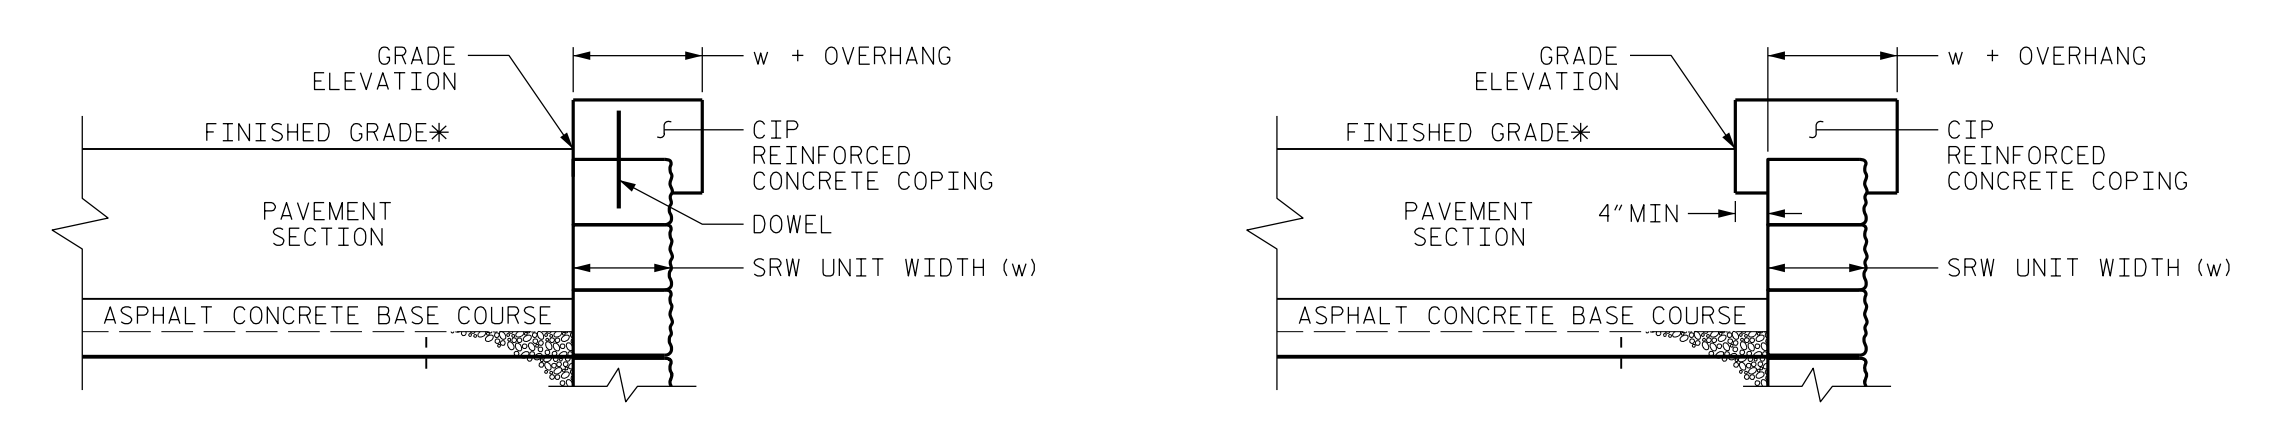 GRADE
ELEVATION
w + OVERHANG
FINISHED GRADE*
CIP
REINFORCED
CONCRETE COPING
PAVEMENT
SECTION
DOWEL
SRW UNIT WIDTH (w)
ASPHALT CONCRETE BASE COURSE
GRADE
ELEVATION
w + OVERHANG
FINISHED GRADE*
CIP
REINFORCED
CONCRETE COPING
PAVEMENT
SECTION
4" MIN
SRW UNIT WIDTH (w)
ASPHALT CONCRETE BASE COURSE